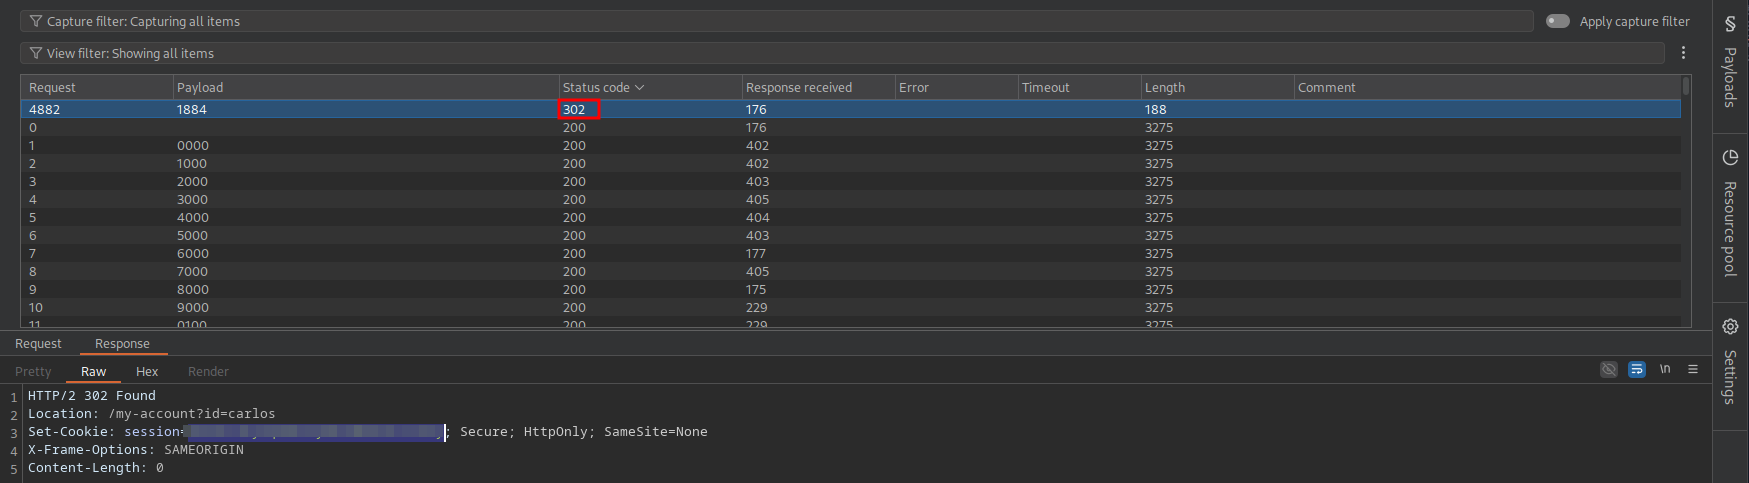 Capture filter: Capturing all items Apply capture filter
View filter: Showing all items
Request Payload Status code Response received Error Timeout Length Comment
4882 1884 302 176 188
0 200 176 3275
1 0000 200 402 3275
2 1000 200 402 3275
3 2000 200 403 3275
4 3000 200 405 3275
5 4000 200 404 3275
6 5000 200 403 3275
7 6000 200 177 3275
8 7000 200 405 3275
9 8000 200 175 3275
10 9000 200 229 3275
11 0100 200 229 3275
Request Response
Pretty Raw Hex Render
\n
1 HTTP/2 302 Found
2 Location: /my-account?id=carlos
3 Set-Cookie: session= ; Secure; HttpOnly; SameSite=None
4 X-Frame-Options: SAMEORIGIN
5 Content-Length: 0
Payloads
Resource pool
Settings